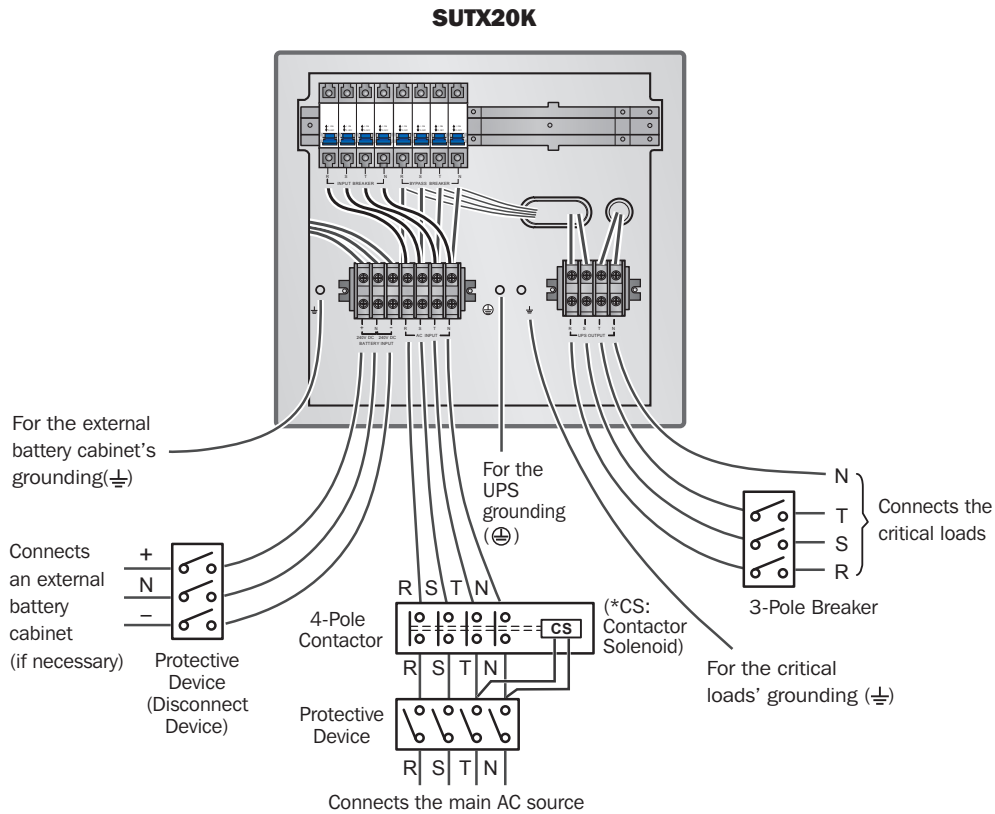 SUTX20K
R S T N R S T N
INPUT BREAKER BYPASS BREAKER
N R S T N
240V DC 240V DC
BATTERY INPUT
AC INPUT
R S T N
UPS OUTPUT
For the external
battery cabinet's
grounding(⏚)
For the
UPS
grounding
(⏚)
N
T
S
R
Connects the
critical loads
3-Pole Breaker
Connects
an external
battery
cabinet
(if necessary)
+
N
–
Protective
Device
(Disconnect
Device)
R S T N
4-Pole
Contactor
CS
(*CS:
Contactor
Solenoid)
R S T N
Protective
Device
R S T N
Connects the main AC source
For the critical
loads' grounding (⏚)